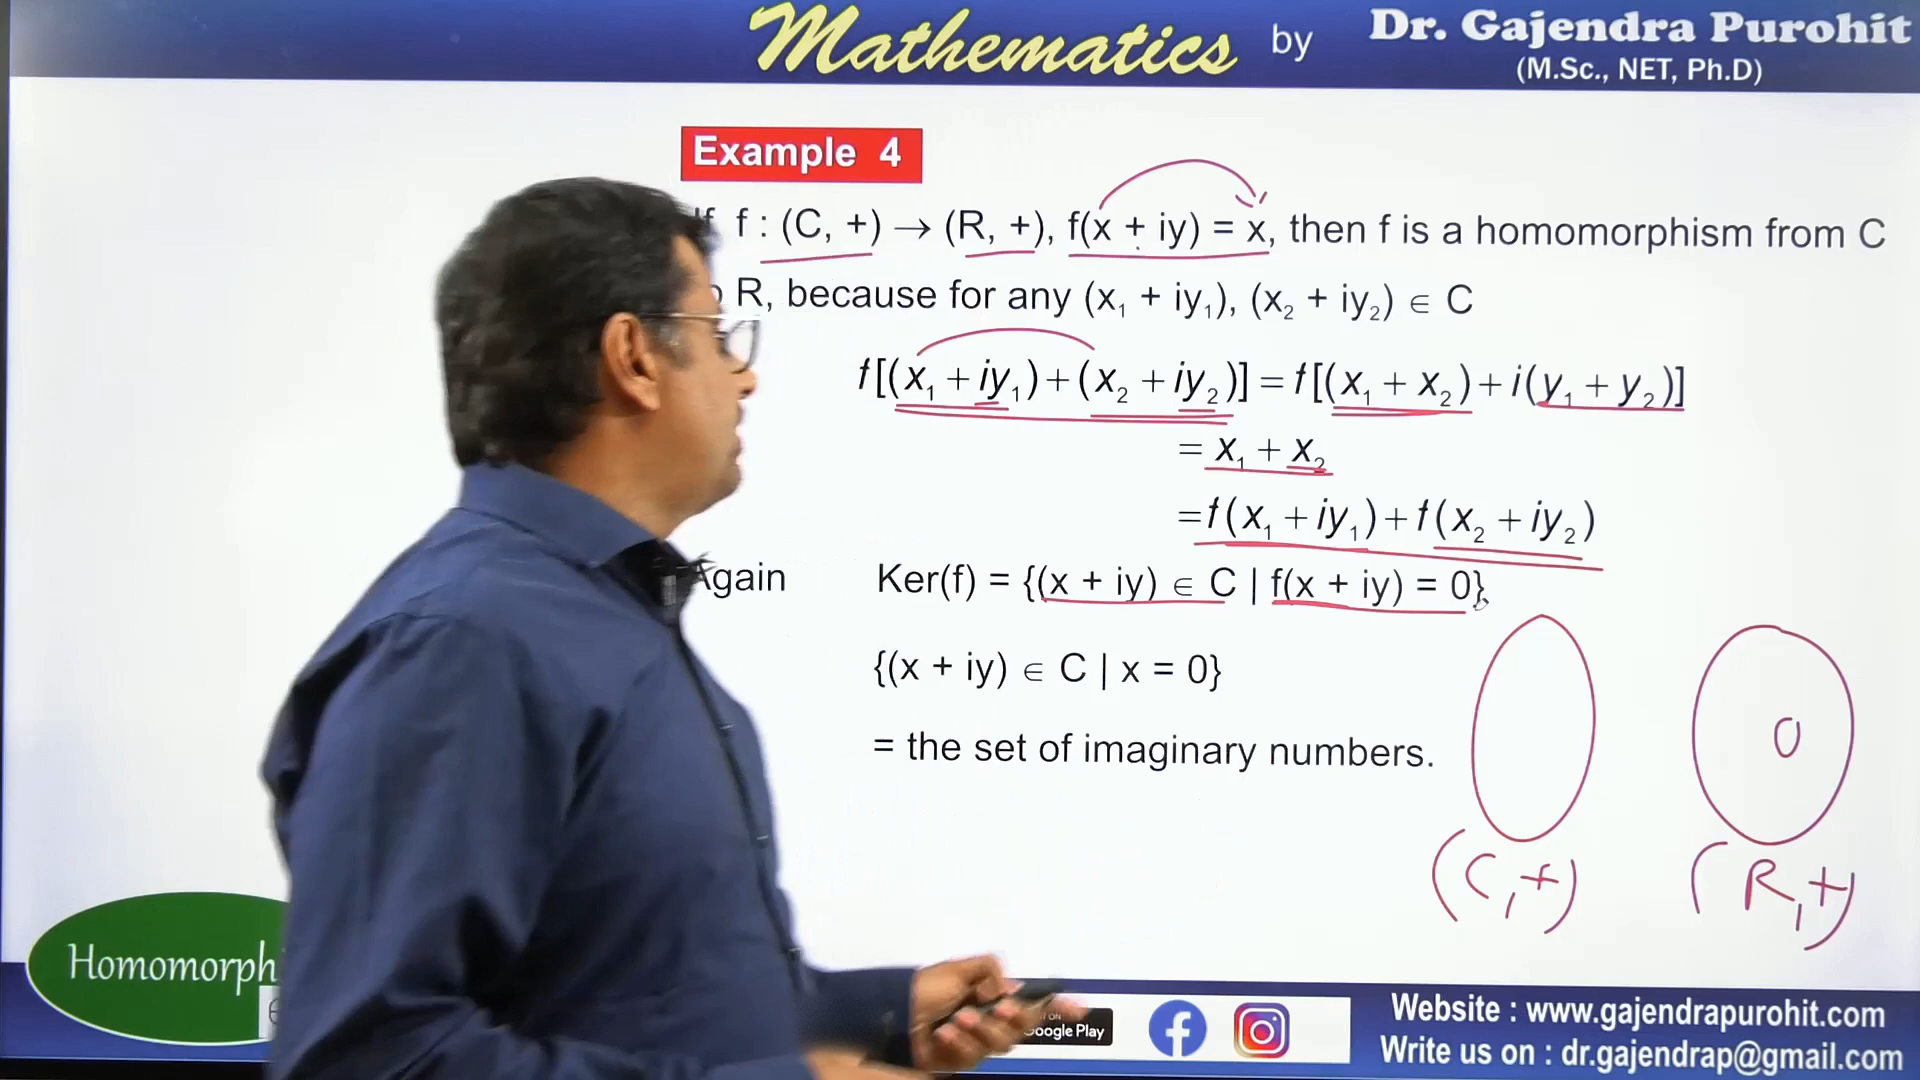 Mathematics by Dr. Gajendra Purohit
(M.Sc., NET, Ph.D)
Example 4
If f : (C, +) → (R, +), f(x + iy) = x, then f is a homomorphism from C
R, because for any (x₁ + iy₁), (x₂ + iy₂) ∈ C
f[(x₁ + iy₁) + (x₂ + iy₂)] = f[(x₁ + x₂) + i(y₁ + y₂)]
= x₁ + x₂
= f(x₁ + iy₁) + f(x₂ + iy₂)
Again Ker(f) = {(x + iy) ∈ C | f(x + iy) = 0}
{(x + iy) ∈ C | x = 0}
= the set of imaginary numbers.
0
(C, +) (R, +)
Homomorph
Google Play
Website : www.gajendrapurohit.com
Write us on : dr.gajendrap@gmail.com